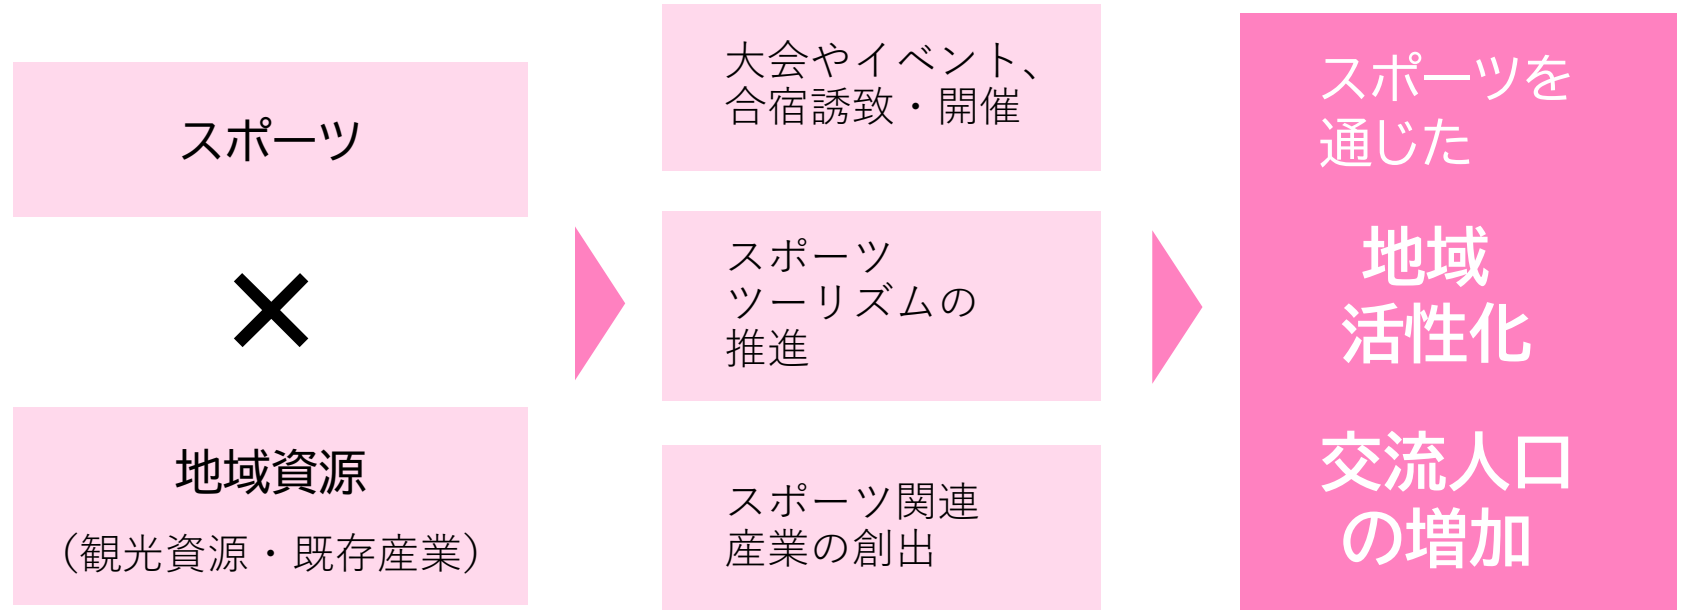 スポーツ
×
地域資源
（観光資源・既存産業）
大会やイベント、
合宿誘致・開催
スポーツ
ツーリズムの
推進
スポーツ関連
産業の創出
スポーツを
通じた
地域
活性化
交流人口
の増加